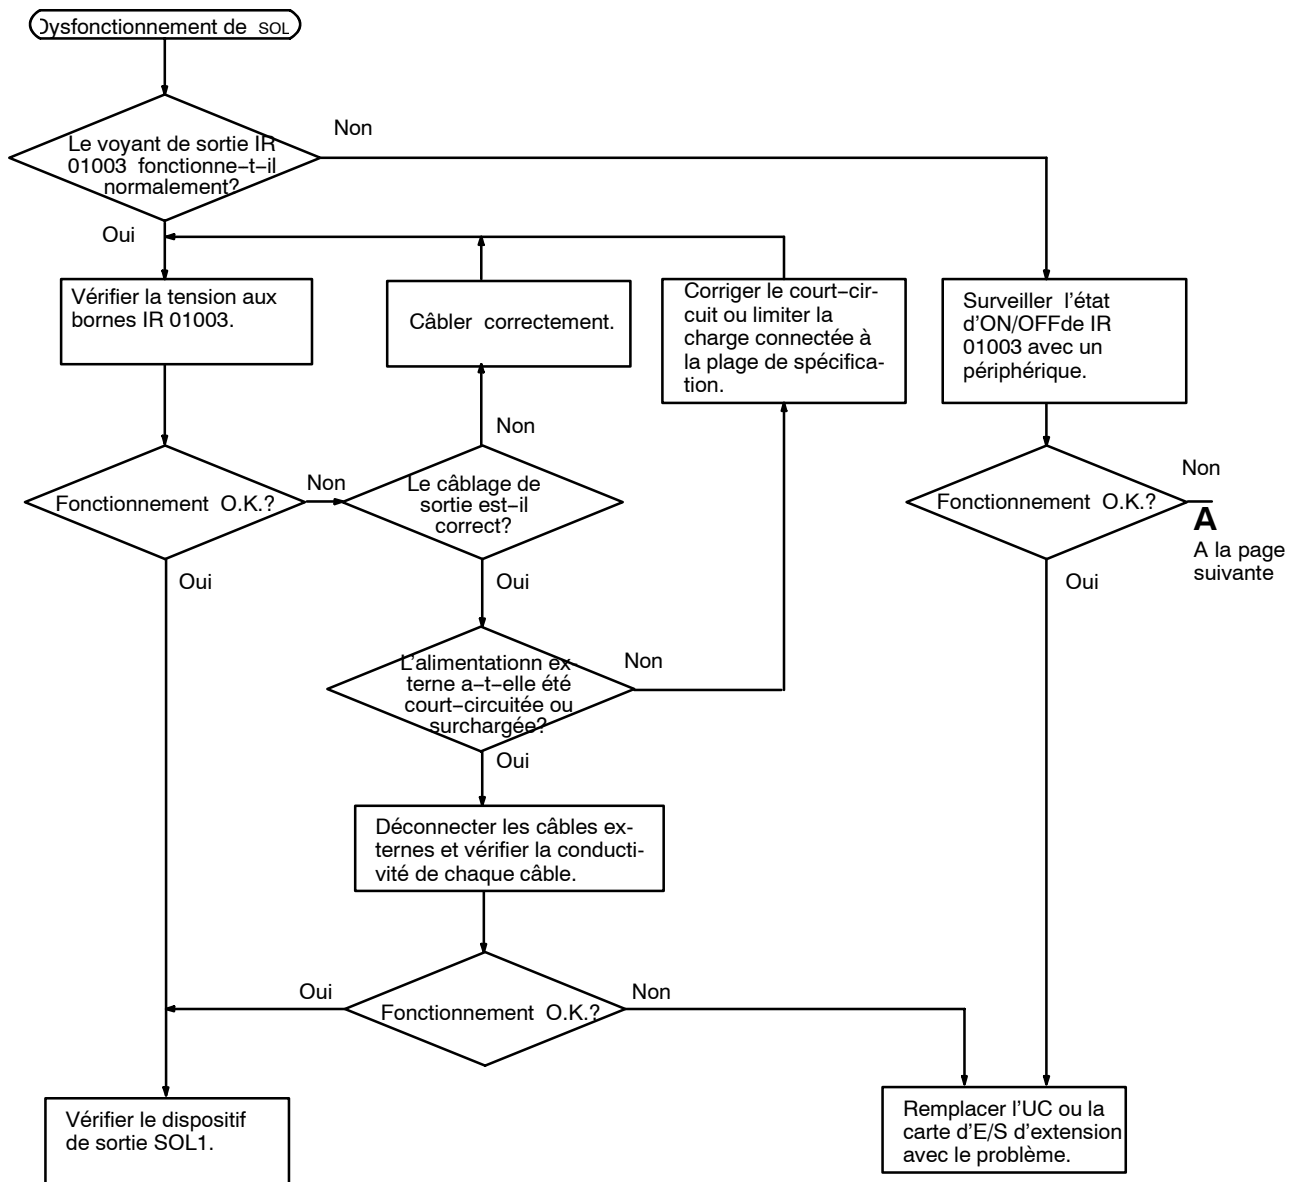 Dysfonctionnement de SOL
Non
Le voyant de sortie IR
01003 fonctionne-t-il
normalement?
Oui
Vérifier la tension aux
bornes IR 01003.
Câbler correctement.
Corriger le court-cir-
cuit ou limiter la
charge connectée à
la plage de spécifica-
tion.
Surveiller l'état
d'ON/OFFde IR
01003 avec un
périphérique.
Non
Fonctionnement O.K.?
Non
Le câblage de
sortie est-il
correct?
Fonctionnement O.K.?
Non
A
A la page
suivante
Oui
Oui
Oui
L'alimentationn ex-
terne a-t-elle été
court-circuitée ou
surchargée?
Non
Oui
Déconnecter les câbles ex-
ternes et vérifier la conducti-
vité de chaque câble.
Oui
Fonctionnement O.K.?
Non
Vérifier le dispositif
de sortie SOL1.
Remplacer l'UC ou la
carte d'E/S d'extension
avec le problème.